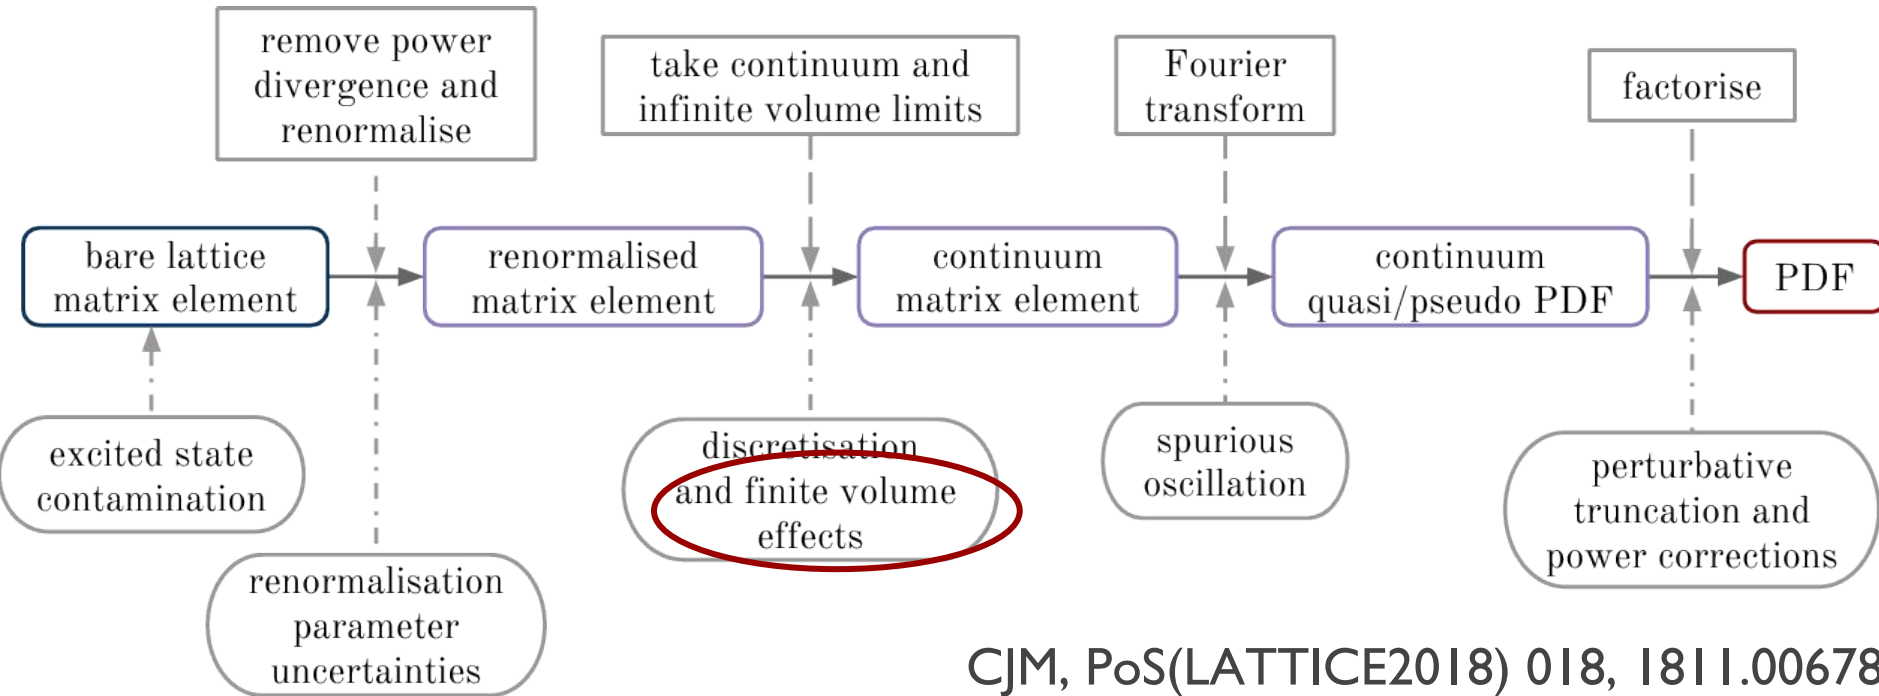 remove power
divergence and
renormalise
take continuum and
infinite volume limits
Fourier
transform
factorise
bare lattice
matrix element
renormalised
matrix element
continuum
matrix element
continuum
quasi/pseudo PDF
PDF
excited state
contamination
renormalisation
parameter
uncertainties
discretisation
and finite volume
effects
spurious
oscillation
perturbative
truncation and
power corrections
CJM, PoS(LATTICE2018) 018, 1811.00678